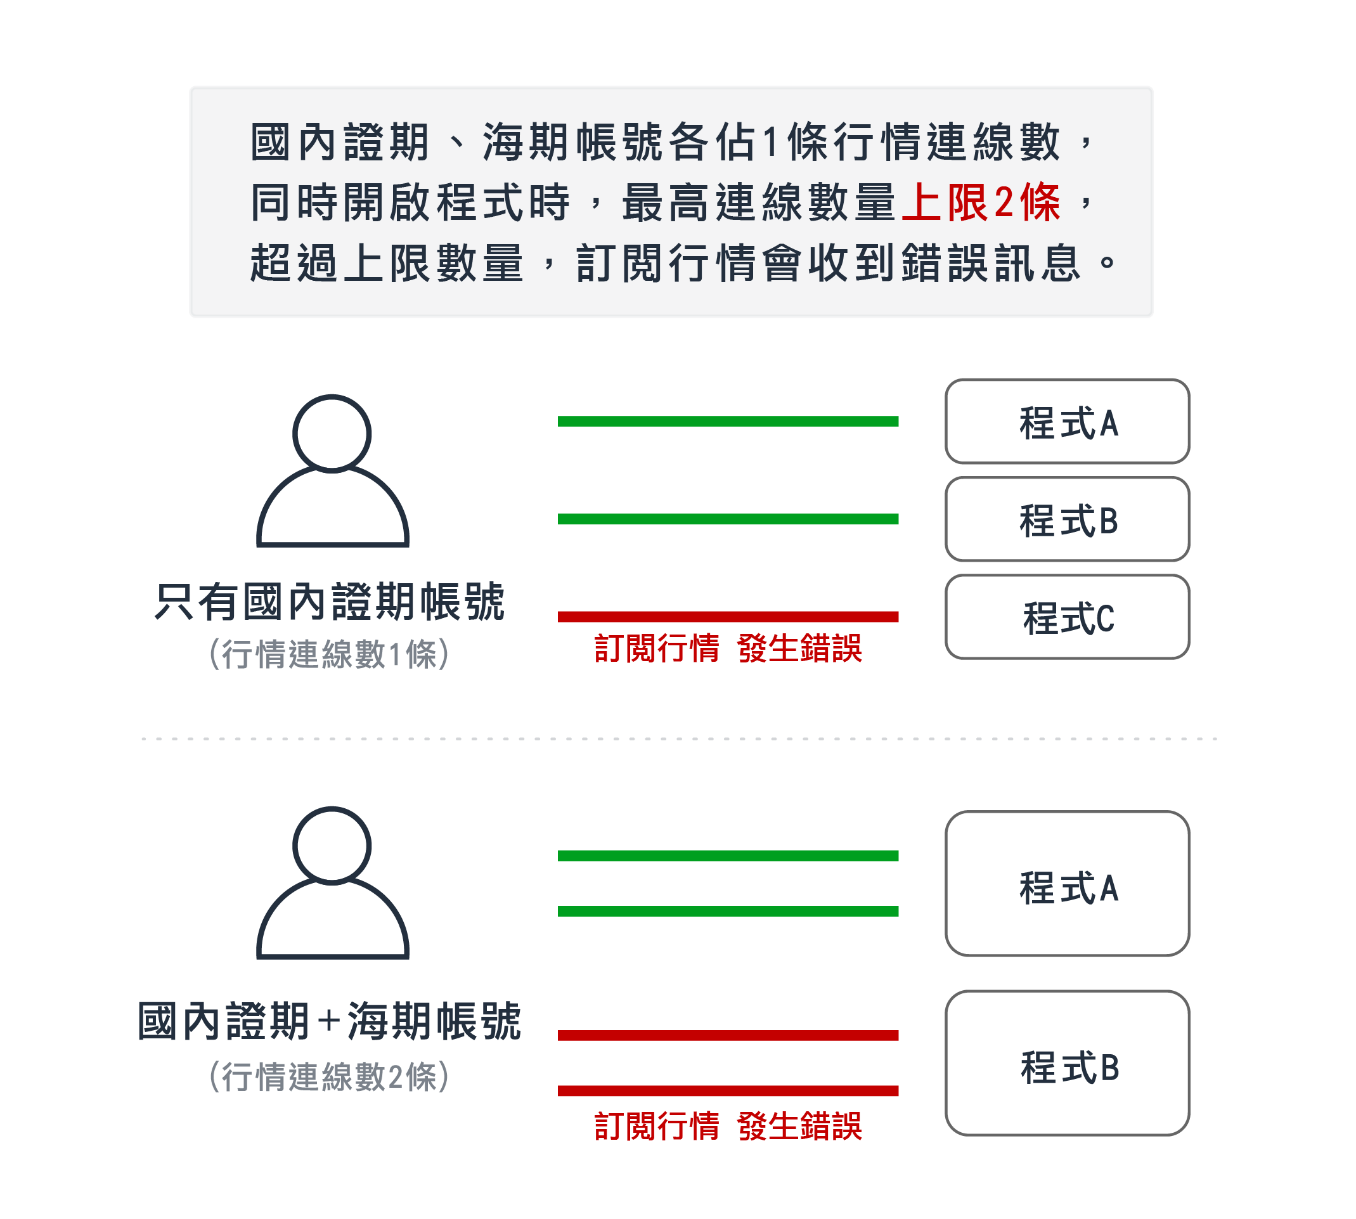 國內證期、海期帳號各佔1條行情連線數，
同時開啟程式時，最高連線數量上限2條，
超過上限數量，訂閱行情會收到錯誤訊息。
程式A
程式B
程式C
訂閱行情 發生錯誤
只有國內證期帳號
(行情連線數1條)
程式A
程式B
訂閱行情 發生錯誤
國內證期+海期帳號
(行情連線數2條)